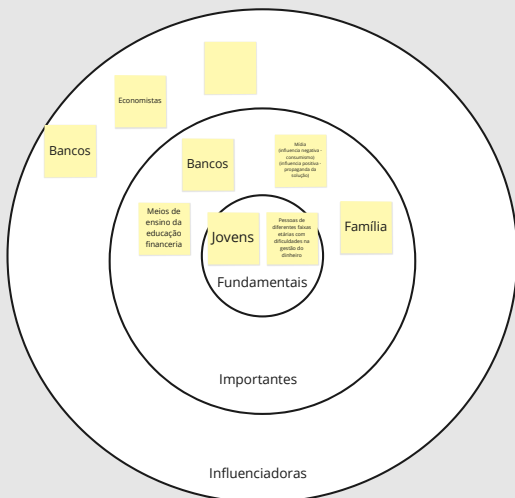 Economistas
Bancos
Bancos
Mídia
(influencia negativa -
consumismo)
(influencia positiva -
propaganda da
solução)
Meios de
ensino da
educação
financeria
Jovens
Pessoas de
diferentes faixas
etárias com
dificuldades na
gestão do
dinheiro
Família
Fundamentais
Importantes
Influenciadoras